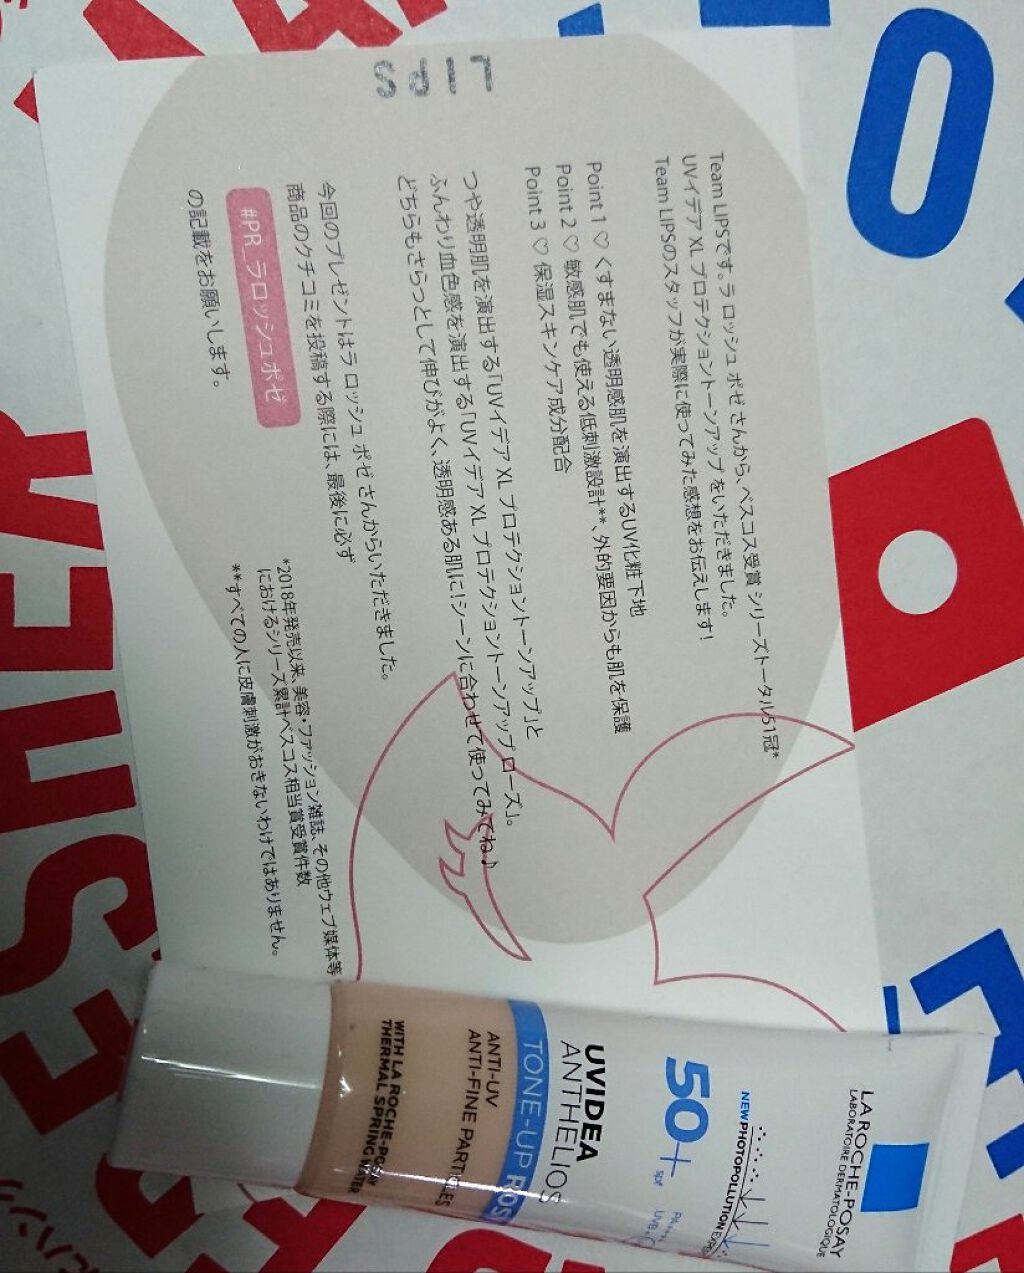 LIPS
Team LIPSです。ラ ロッシュ ポゼ さんから、ベスコス受賞 シリーズトータル51冠*
UVイデア XL プロテクショントーンアップ をいただきました。
Team LIPSのスタッフが実際に使ってみた感想をお伝えします!
Point 1 ♡ くすまない透明感肌を演出するUV化粧下地
Point 2 ♡ 敏感肌でも使える低刺激設計**、外的要因からも肌を保護
Point 3 ♡ 保湿スキンケア成分配合
つや透明肌を演出する「UVイデア XL プロテクショントーンアップ」と
ふんわり血色感を演出する「UVイデア XL プロテクショントーンアップ ローズ」。
どちらもさらっとして伸びがよく、透明感ある肌に!シーンに合わせて使ってみてね♪
今回のプレゼントはラ ロッシュ ポゼ さんからいただきました。
商品のクチコミを投稿する際には、最後に必ず
#PR_ラロッシュポゼ
の記載をお願いします。
*2018年発売以来、美容・ファッション雑誌、その他ウェブ媒体等
におけるシリーズ累計ベスコス相当賞受賞件数
**すべての人に皮膚刺激がおきないわけではありません。
LA ROCHE-POSAY
LABORATOIRE DERMATOLOGIQUE
NEW PHOTOPOLLUTION
50+
SPF
UVIDEA
ANTHELIOS
TONE-UP
ANTI-UV
ANTI-FINE PARTICLES
WITH LA ROCHE-POSAY
THERMAL SPRING WATER